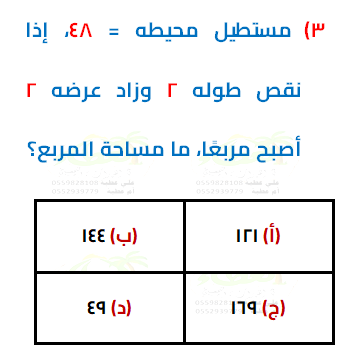 ٣) مستطيل محيطه = ٤٨، إذا
نقص طوله ٢ وزاد عرضه ٢
أصبح مربعًا، ما مساحة المربع؟
(أ) ١٢١ (ب) ١٤٤
(ج) ١٦٩ (د) ٤٩